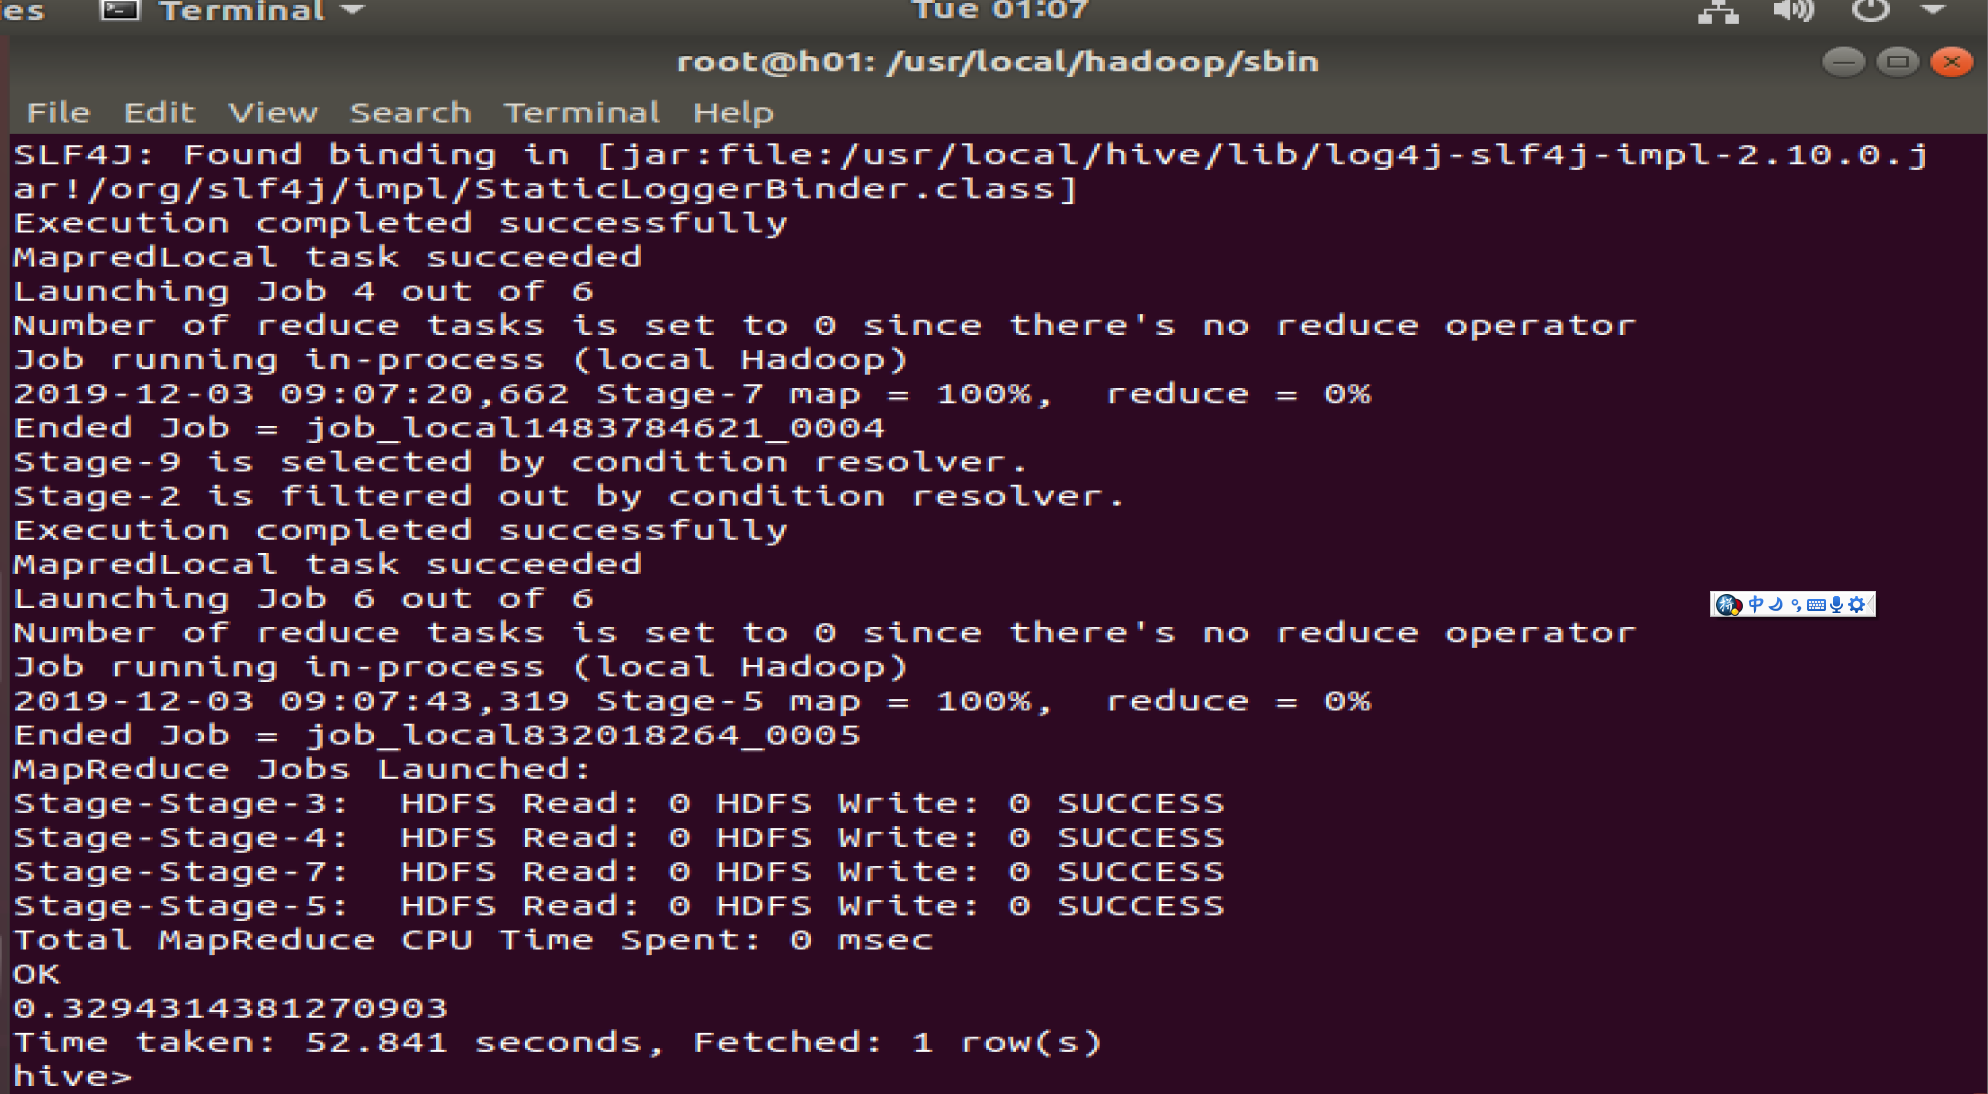 es Terminal Tue 01:07
root@h01: /usr/local/hadoop/sbin
File Edit View Search Terminal Help
SLF4J: Found binding in [jar:file:/usr/local/hive/lib/log4j-slf4j-impl-2.10.0.j
ar!/org/slf4j/impl/StaticLoggerBinder.class]
Execution completed successfully
MapredLocal task succeeded
Launching Job 4 out of 6
Number of reduce tasks is set to 0 since there's no reduce operator
Job running in-process (local Hadoop)
2019-12-03 09:07:20,662 Stage-7 map = 100%,  reduce = 0%
Ended Job = job_local1483784621_0004
Stage-9 is selected by condition resolver.
Stage-2 is filtered out by condition resolver.
Execution completed successfully
MapredLocal task succeeded
Launching Job 6 out of 6
拼 中
Number of reduce tasks is set to 0 since there's no reduce operator
Job running in-process (local Hadoop)
2019-12-03 09:07:43,319 Stage-5 map = 100%,  reduce = 0%
Ended Job = job_local832018264_0005
MapReduce Jobs Launched:
Stage-Stage-3:  HDFS Read: 0 HDFS Write: 0 SUCCESS
Stage-Stage-4:  HDFS Read: 0 HDFS Write: 0 SUCCESS
Stage-Stage-7:  HDFS Read: 0 HDFS Write: 0 SUCCESS
Stage-Stage-5:  HDFS Read: 0 HDFS Write: 0 SUCCESS
Total MapReduce CPU Time Spent: 0 msec
OK
0.3294314381270903
Time taken: 52.841 seconds, Fetched: 1 row(s)
hive>